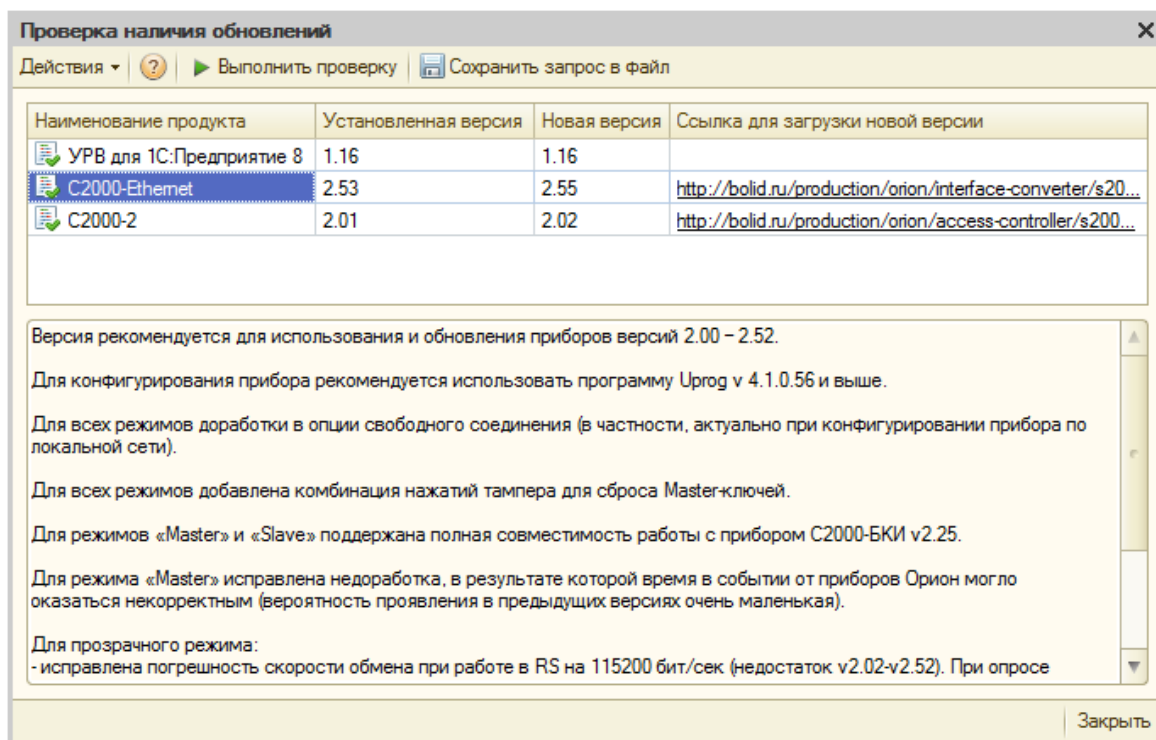 Проверка наличия обновлений
Действия Выполнить проверку Сохранить запрос в файл
Наименование продукта Установленная версия Новая версия Ссылка для загрузки новой версии
УРВ для 1С:Предприятие 8 1.16 1.16
С2000-Ethernet 2.53 2.55 http://bolid.ru/production/orion/interface-converter/s20...
С2000-2 2.01 2.02 http://bolid.ru/production/orion/access-controller/s200...
Версия рекомендуется для использования и обновления приборов версий 2.00 – 2.52.
Для конфигурирования прибора рекомендуется использовать программу Uprog v 4.1.0.56 и выше.
Для всех режимов доработки в опции свободного соединения (в частности, актуально при конфигурировании прибора по
локальной сети).
Для всех режимов добавлена комбинация нажатий тампера для сброса Master-ключей.
Для режимов «Master» и «Slave» поддержана полная совместимость работы с прибором С2000-БКИ v2.25.
Для режима «Master» исправлена недоработка, в результате которой время в событии от приборов Орион могло
оказаться некорректным (вероятность проявления в предыдущих версиях очень маленькая).
Для прозрачного режима:
- исправлена погрешность скорости обмена при работе в RS на 115200 бит/сек (недостаток v2.02-v2.52). При опросе
Закрыть